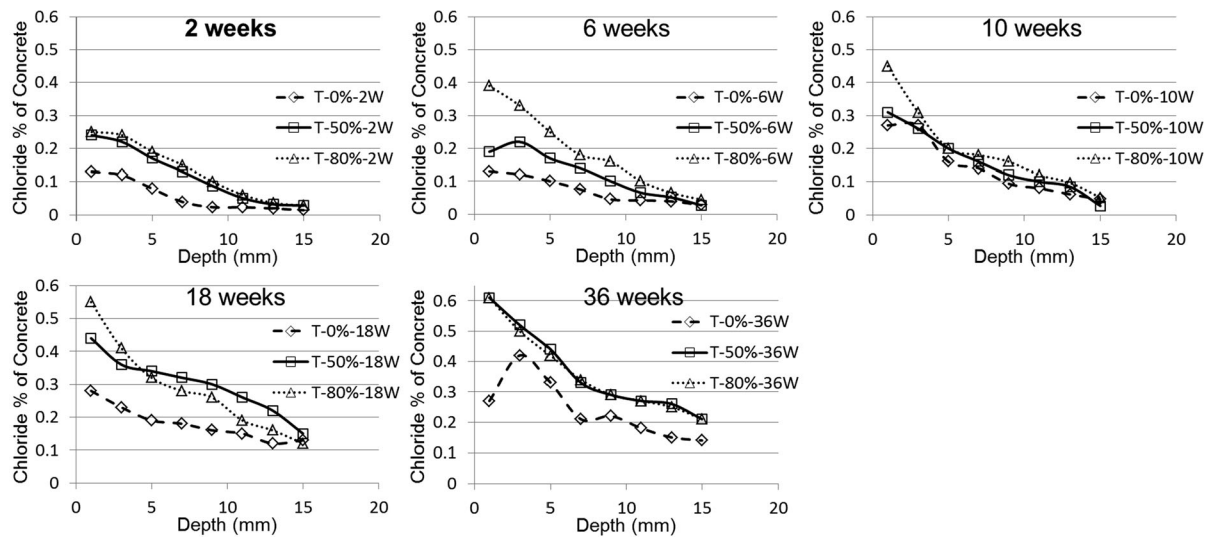 2 weeks
Chloride % of Concrete
0.6
0.5
0.4
0.3
0.2
0.1
0
0
5
10
15
20
Depth (mm)
T-0%-2W
T-50%-2W
T-80%-2W
6 weeks
Chloride % of Concrete
0.6
0.5
0.4
0.3
0.2
0.1
0
0
5
10
15
20
Depth (mm)
T-0%-6W
T-50%-6W
T-80%-6W
10 weeks
Chloride % of Concrete
0.6
0.5
0.4
0.3
0.2
0.1
0
0
5
10
15
20
Depth (mm)
T-0%-10W
T-50%-10W
T-80%-10W
18 weeks
Chloride % of Concrete
0.6
0.5
0.4
0.3
0.2
0.1
0
0
5
10
15
20
Depth (mm)
T-0%-18W
T-50%-18W
T-80%-18W
36 weeks
Chloride % of Concrete
0.6
0.5
0.4
0.3
0.2
0.1
0
0
5
10
15
20
Depth (mm)
T-0%-36W
T-50%-36W
T-80%-36W